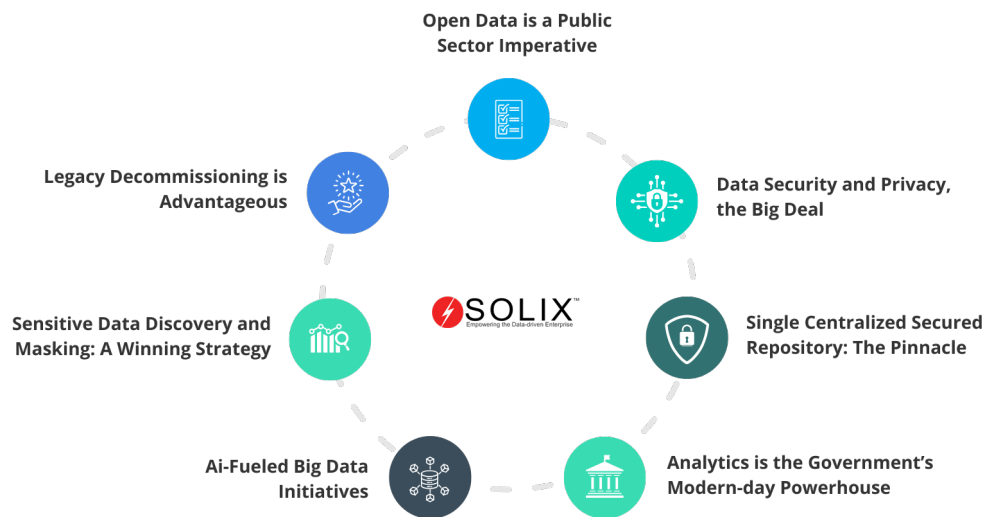 Open Data is a Public
Sector Imperative
Legacy Decommissioning is
Advantageous
Data Security and Privacy,
the Big Deal
SOLIX™
Empowering the Data-driven Enterprise
Sensitive Data Discovery and
Masking: A Winning Strategy
Single Centralized Secured
Repository: The Pinnacle
Ai-Fueled Big Data
Initiatives
Analytics is the Government’s
Modern-day Powerhouse